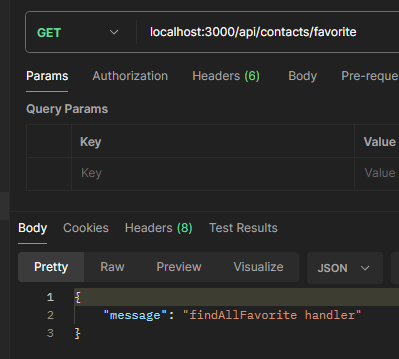 GET localhost:3000/api/contacts/favorite
Params Authorization Headers (6) Body Pre-reque
Query Params
Key Value
Key Value
Body Cookies Headers (8) Test Results
Pretty Raw Preview Visualize JSON
1 {
2 "message": "findAllFavorite handler"
3 }